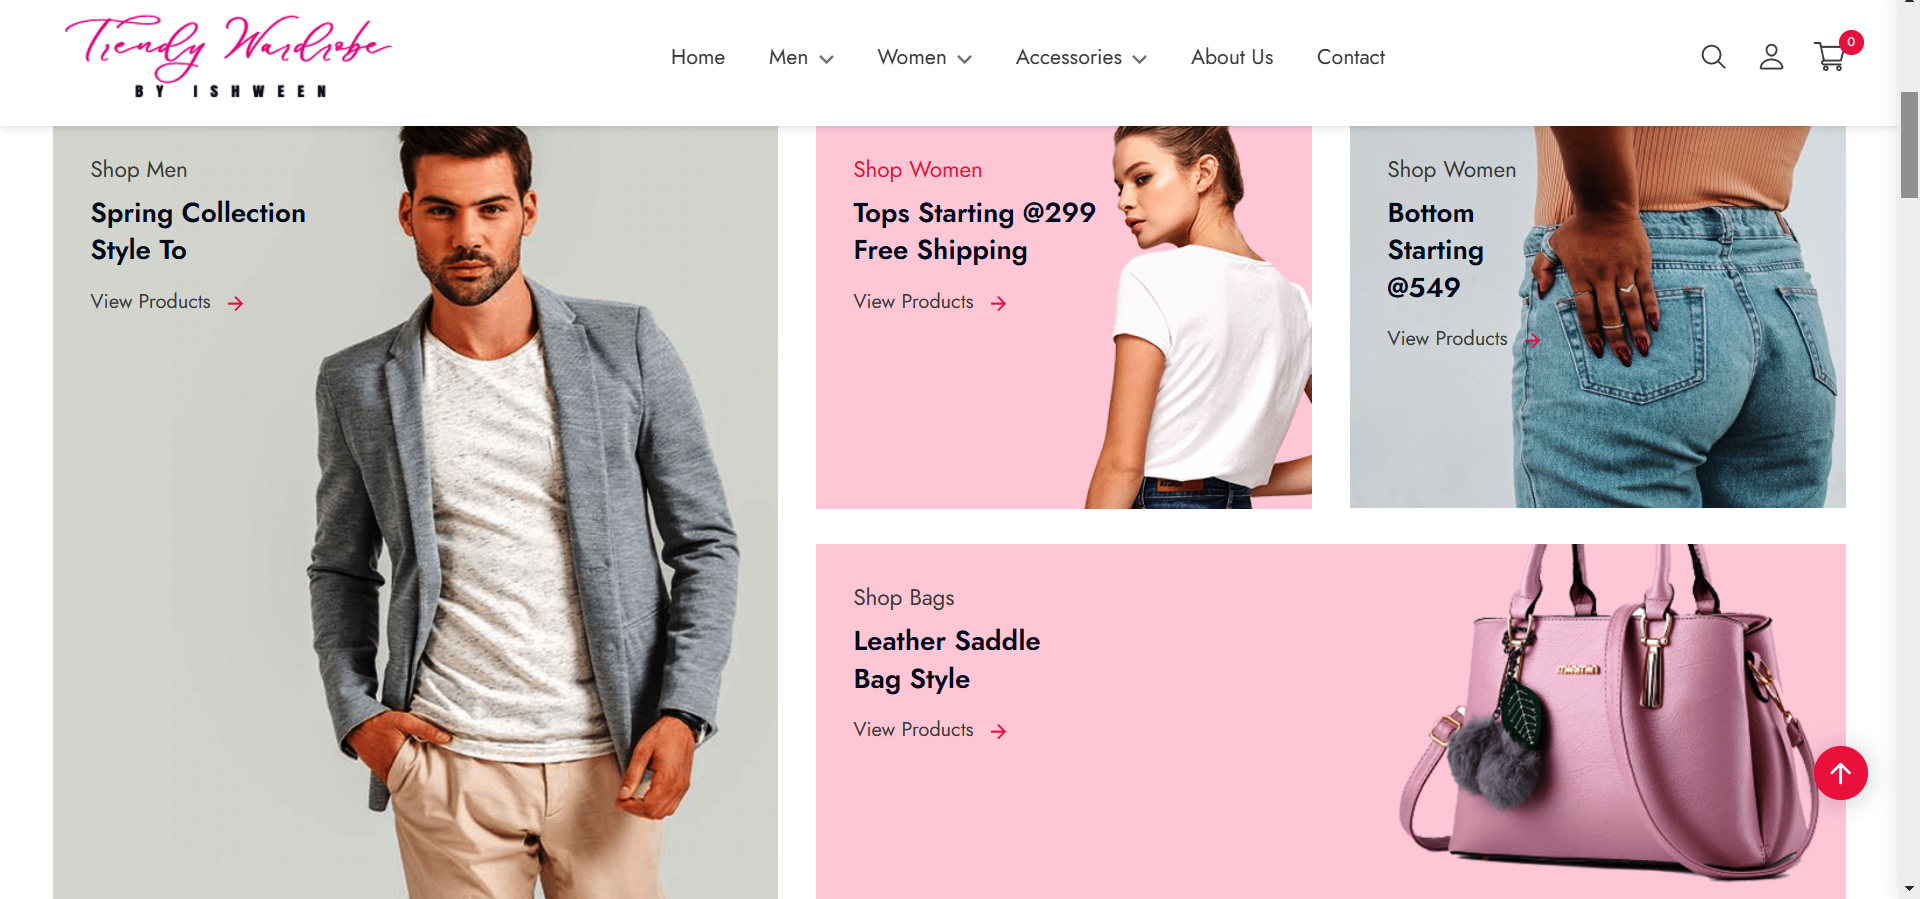 Trendy Wardrobe
BY ISHWEEN
Home
Men
Women
Accessories
About Us
Contact
0
Shop Men
Spring Collection
Style To
View Products
Shop Women
Tops Starting @299
Free Shipping
View Products
Shop Women
Bottom
Starting
@549
View Products
Shop Bags
Leather Saddle
Bag Style
View Products